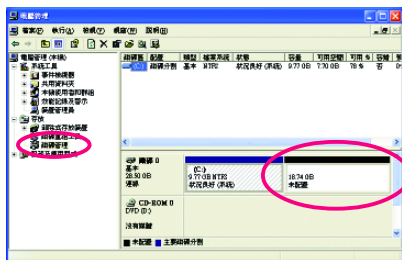 電腦管理
檔案(F) 執行(A) 檢視(V) 視窗(W) 說明(H)
電腦管理 (本機)
系統工具
事件檢視器
共用資料夾
本機使用者和群組
效能記錄及警示
裝置管理員
存放
卸除式存放裝置
磁碟重組工具
磁碟管理
服務及應用程式
磁碟區 配置 類型 檔案系統 狀態 容量 可用空間 可用 % 容錯
(C:) 磁碟分割 基本 NTFS 狀況良好 (系統) 9.77 GB 7.70 GB 78 % 否
磁碟 0
基本
28.50 GB
連線
(C:)
9.77 GB NTFS
狀況良好 (系統)
18.74 GB
未配置
CD-ROM 0
DVD (D:)
沒有媒體
未配置 主要磁碟分割